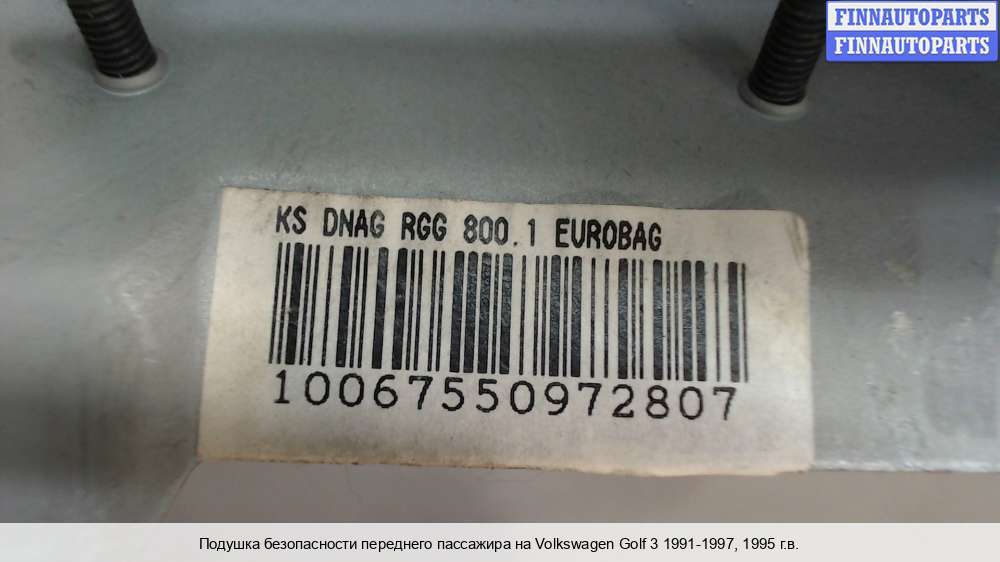 FINNAUTOPARTS
FINNAUTOPARTS
KS DNAG RGG 800.1 EUROBAG
10067550972807
Подушка безопасности переднего пассажира на Volkswagen Golf 3 1991-1997, 1995 г.в.